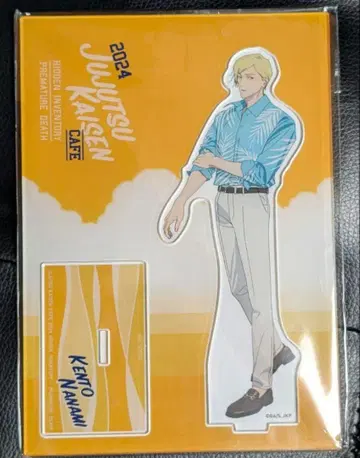 2024
JUJUTSU
KAISEN
CAFE
HIDDEN INVENTORY
PREMATURE DEATH
KENTO
NANAMI